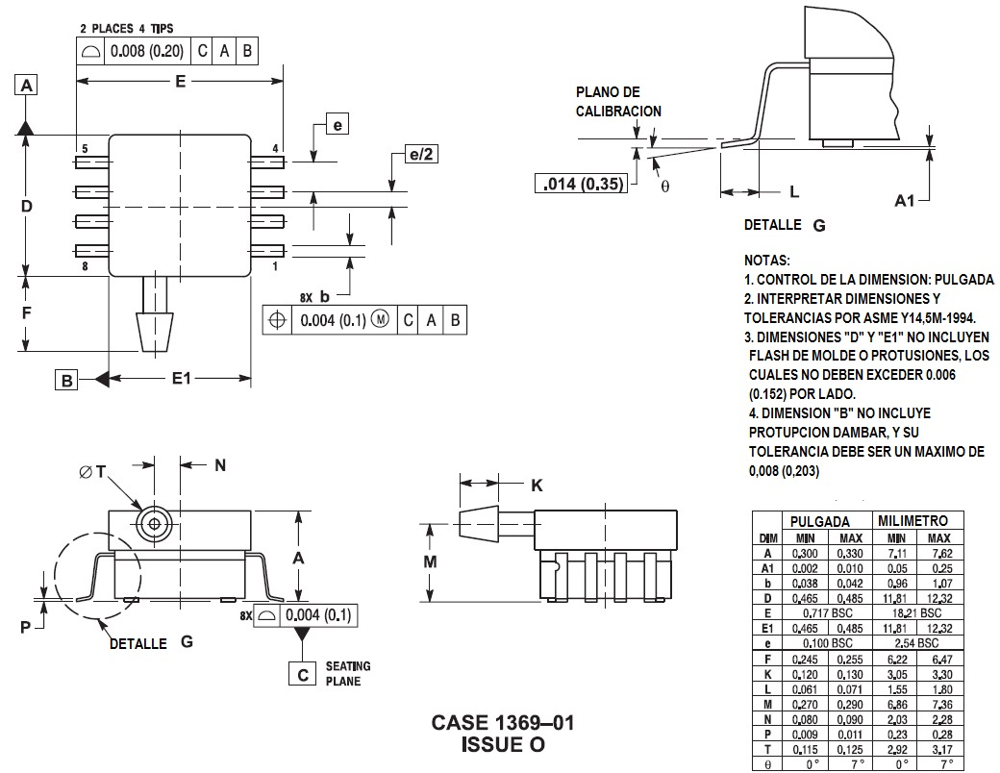 2 PLACES 4 TIPS
0.008 (0.20) C A B
E
A
e
e/2
5
4
D
8
1
8X b
F
0.004 (0.1) M C A B
B
E1
PLANO DE
CALIBRACION
.014 (0.35)
θ
L
A1
DETALLE G
NOTAS:
1. CONTROL DE LA DIMENSION: PULGADA
2. INTERPRETAR DIMENSIONES Y
TOLERANCIAS POR ASME Y14,5M-1994.
3. DIMENSIONES "D" Y "E1" NO INCLUYEN
FLASH DE MOLDE O PROTUSIONES, LOS
CUALES NO DEBEN EXCEDER 0.006
(0.152) POR LADO.
4. DIMENSION "B" NO INCLUYE
PROTUPCION DAMBAR, Y SU
TOLERANCIA DEBE SER UN MAXIMO DE
0,008 (0,203)
∅ T
N
K
A
M
P
8X 0.004 (0.1)
DETALLE G
C SEATING
PLANE
CASE 1369–01
ISSUE O
PULGADA MILIMETRO
DIM MIN MAX MIN MAX
A 0.300 0.330 7.11 7.62
A1 0.002 0.010 0.05 0.25
b 0.038 0.042 0.96 1.07
D 0.465 0.485 11.81 12.32
E 0.717 BSC 18.21 BSC
E1 0.465 0.485 11.81 12.32
e 0.100 BSC 2.54 BSC
F 0.245 0.255 6.22 6.47
K 0.120 0.130 3.05 3.30
L 0.061 0.071 1.55 1.80
M 0.270 0.290 6.86 7.36
N 0.080 0.090 2.03 2.28
P 0.009 0.011 0.23 0.28
T 0.115 0.125 2.92 3.17
θ 0° 7° 0° 7°